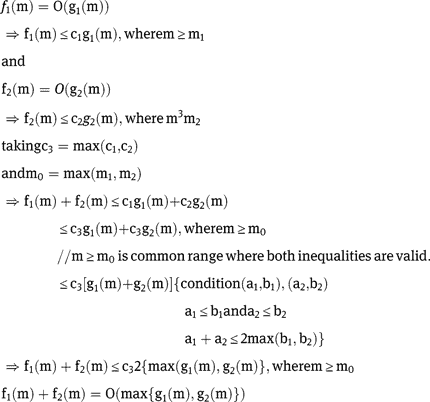 f₁(m) = O(g₁(m))
⇒ f₁(m) ≤ c₁g₁(m), wherem ≥ m₁
and
f₂(m) = O(g₂(m))
⇒ f₂(m) ≤ c₂g₂(m), where m³m₂
takingc₃ = max(c₁,c₂)
andm₀ = max(m₁, m₂)
⇒ f₁(m) + f₂(m) ≤ c₁g₁(m)+c₂g₂(m)
≤ c₃g₁(m)+c₃g₂(m), wherem ≥ m₀
//m ≥ m₀ is common range where both inequalities are valid.
≤ c₃[g₁(m)+g₂(m)]{condition(a₁,b₁), (a₂,b₂)
a₁ ≤ b₁anda₂ ≤ b₂
a₁ + a₂ ≤ 2max(b₁, b₂)}
⇒ f₁(m) + f₂(m) ≤ c₃2{max(g₁(m), g₂(m)}, wherem ≥ m₀
f₁(m) + f₂(m) = O(max{g₁(m), g₂(m)})